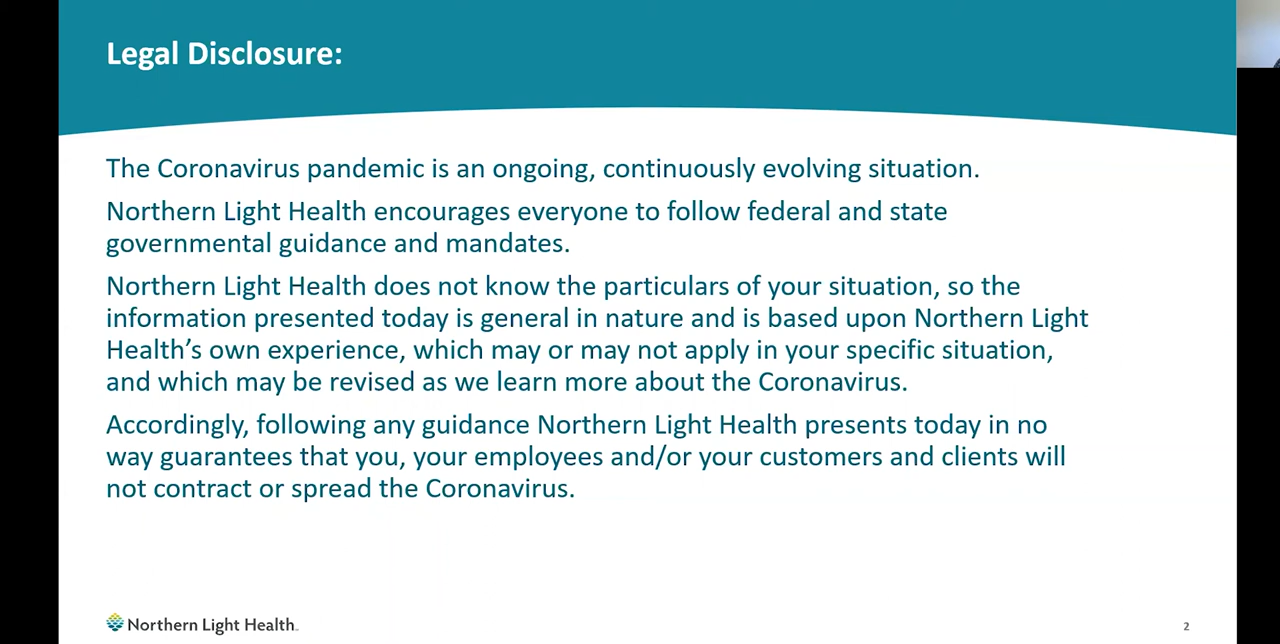 Legal Disclosure:
The Coronavirus pandemic is an ongoing, continuously evolving situation.
Northern Light Health encourages everyone to follow federal and state
governmental guidance and mandates.
Northern Light Health does not know the particulars of your situation, so the
information presented today is general in nature and is based upon Northern Light
Health’s own experience, which may or may not apply in your specific situation,
and which may be revised as we learn more about the Coronavirus.
Accordingly, following any guidance Northern Light Health presents today in no
way guarantees that you, your employees and/or your customers and clients will
not contract or spread the Coronavirus.
Northern Light Health
2